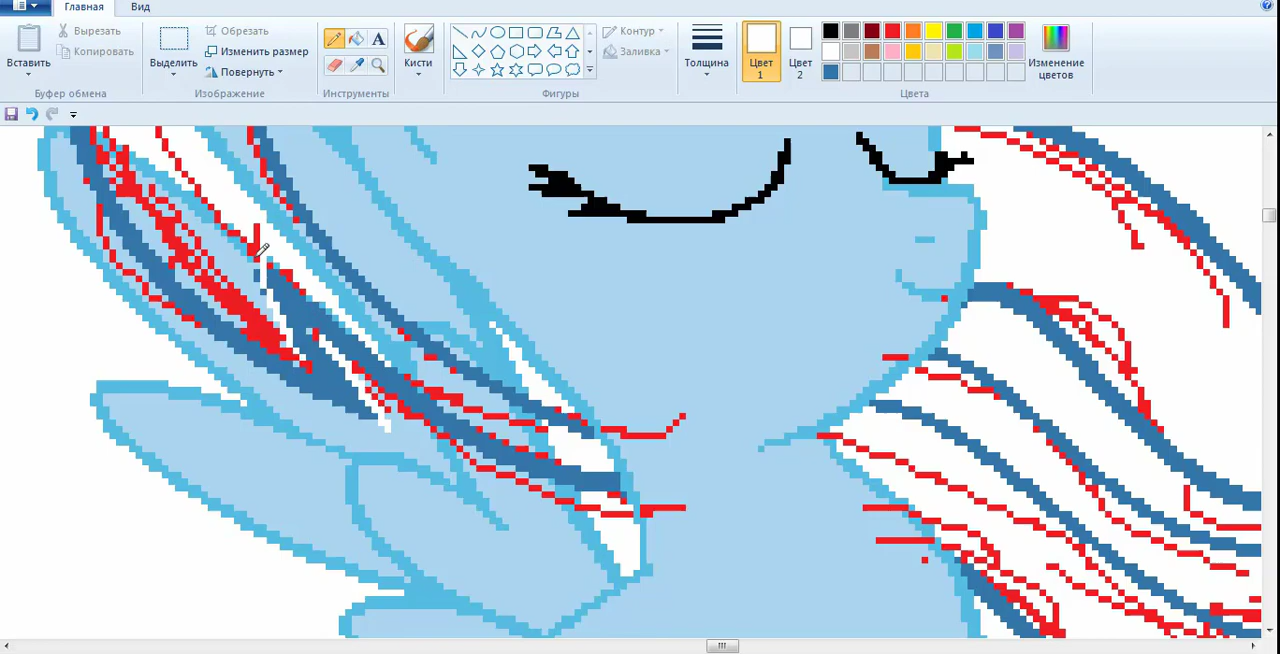 Главная Вид
Вставить
Вырезать
Копировать
Буфер обмена
Выделить
Обрезать
Изменить размер
Повернуть
Изображение
Инструменты
Кисти
Контур
Заливка
Фигуры
Толщина
Цвет 1
Цвет 2
Изменение цветов
Цвета